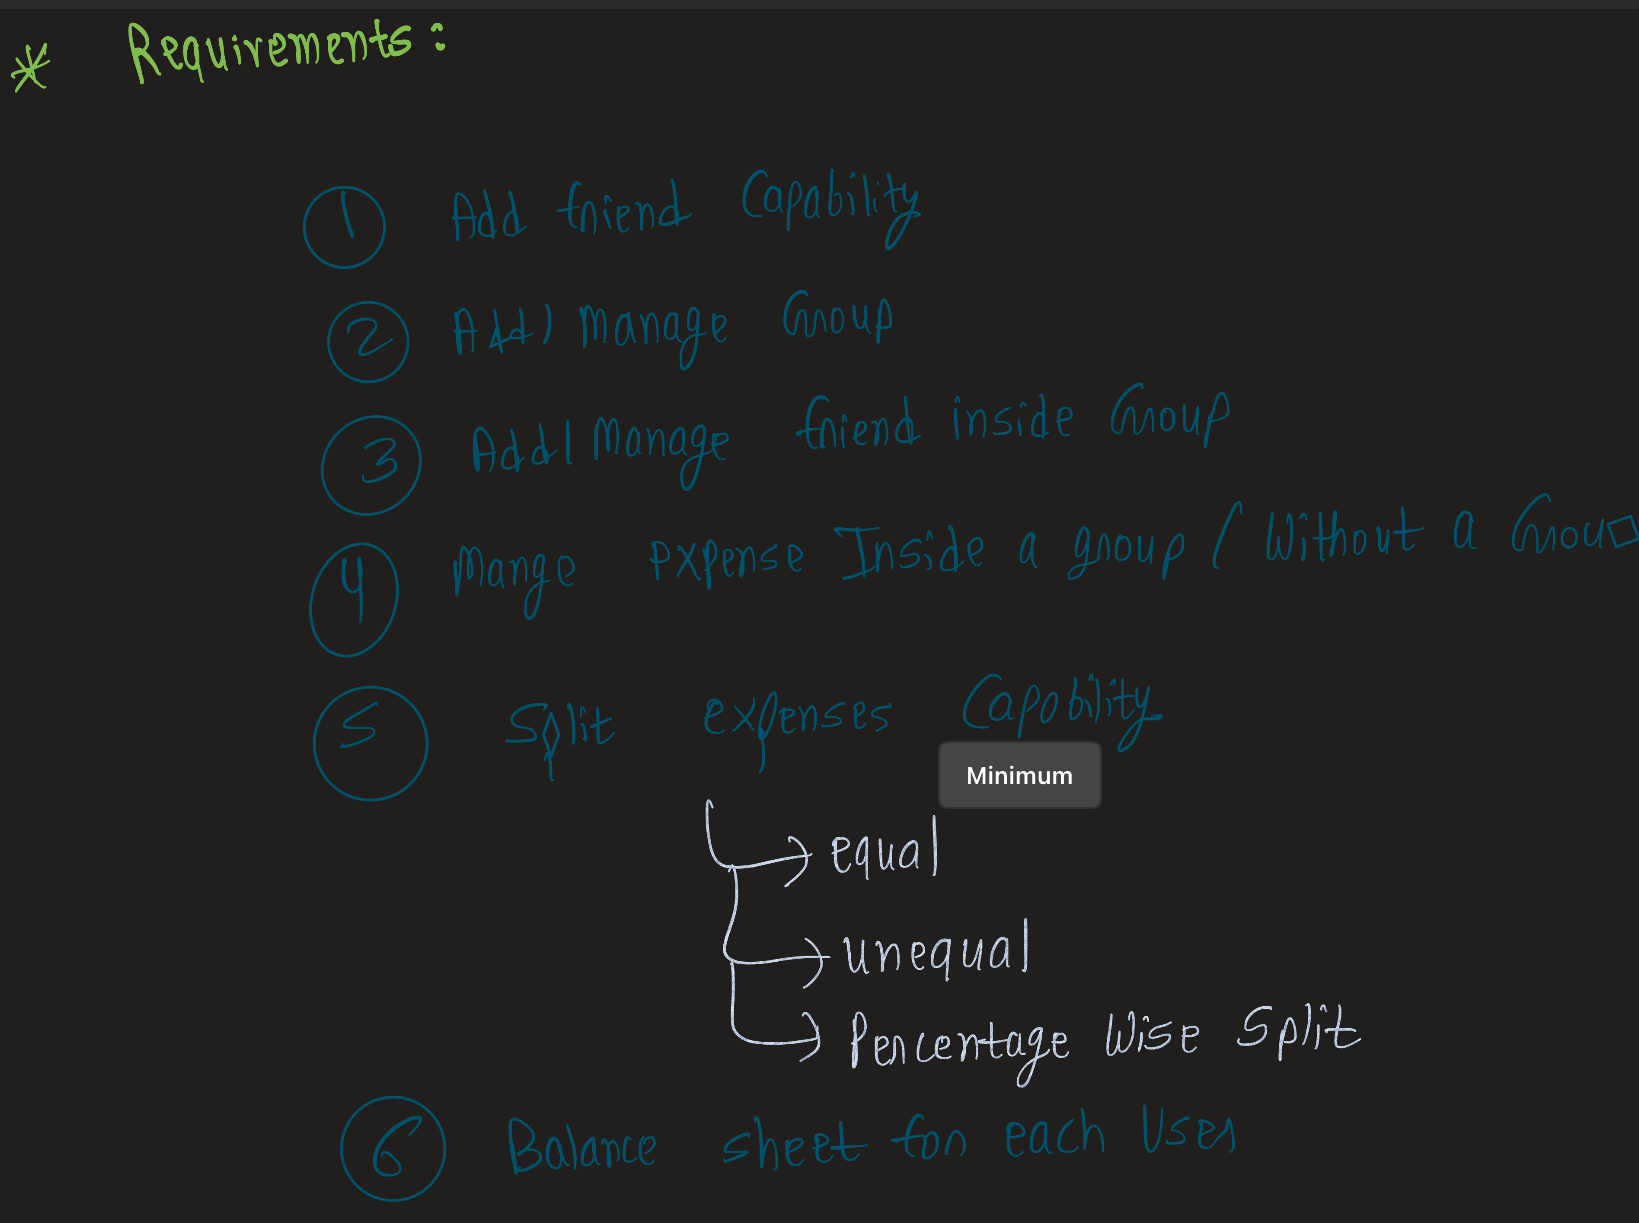 * Requirements:
1 Add friend Capability
2 Add/Manage Group
3 Add/Manage friend inside Group
4 Mange Expense Inside a group / Without a Group
5 Split expenses Capability
Minimum
→ equal
→ unequal
→ Percentage Wise Split
6 Balance sheet for each User